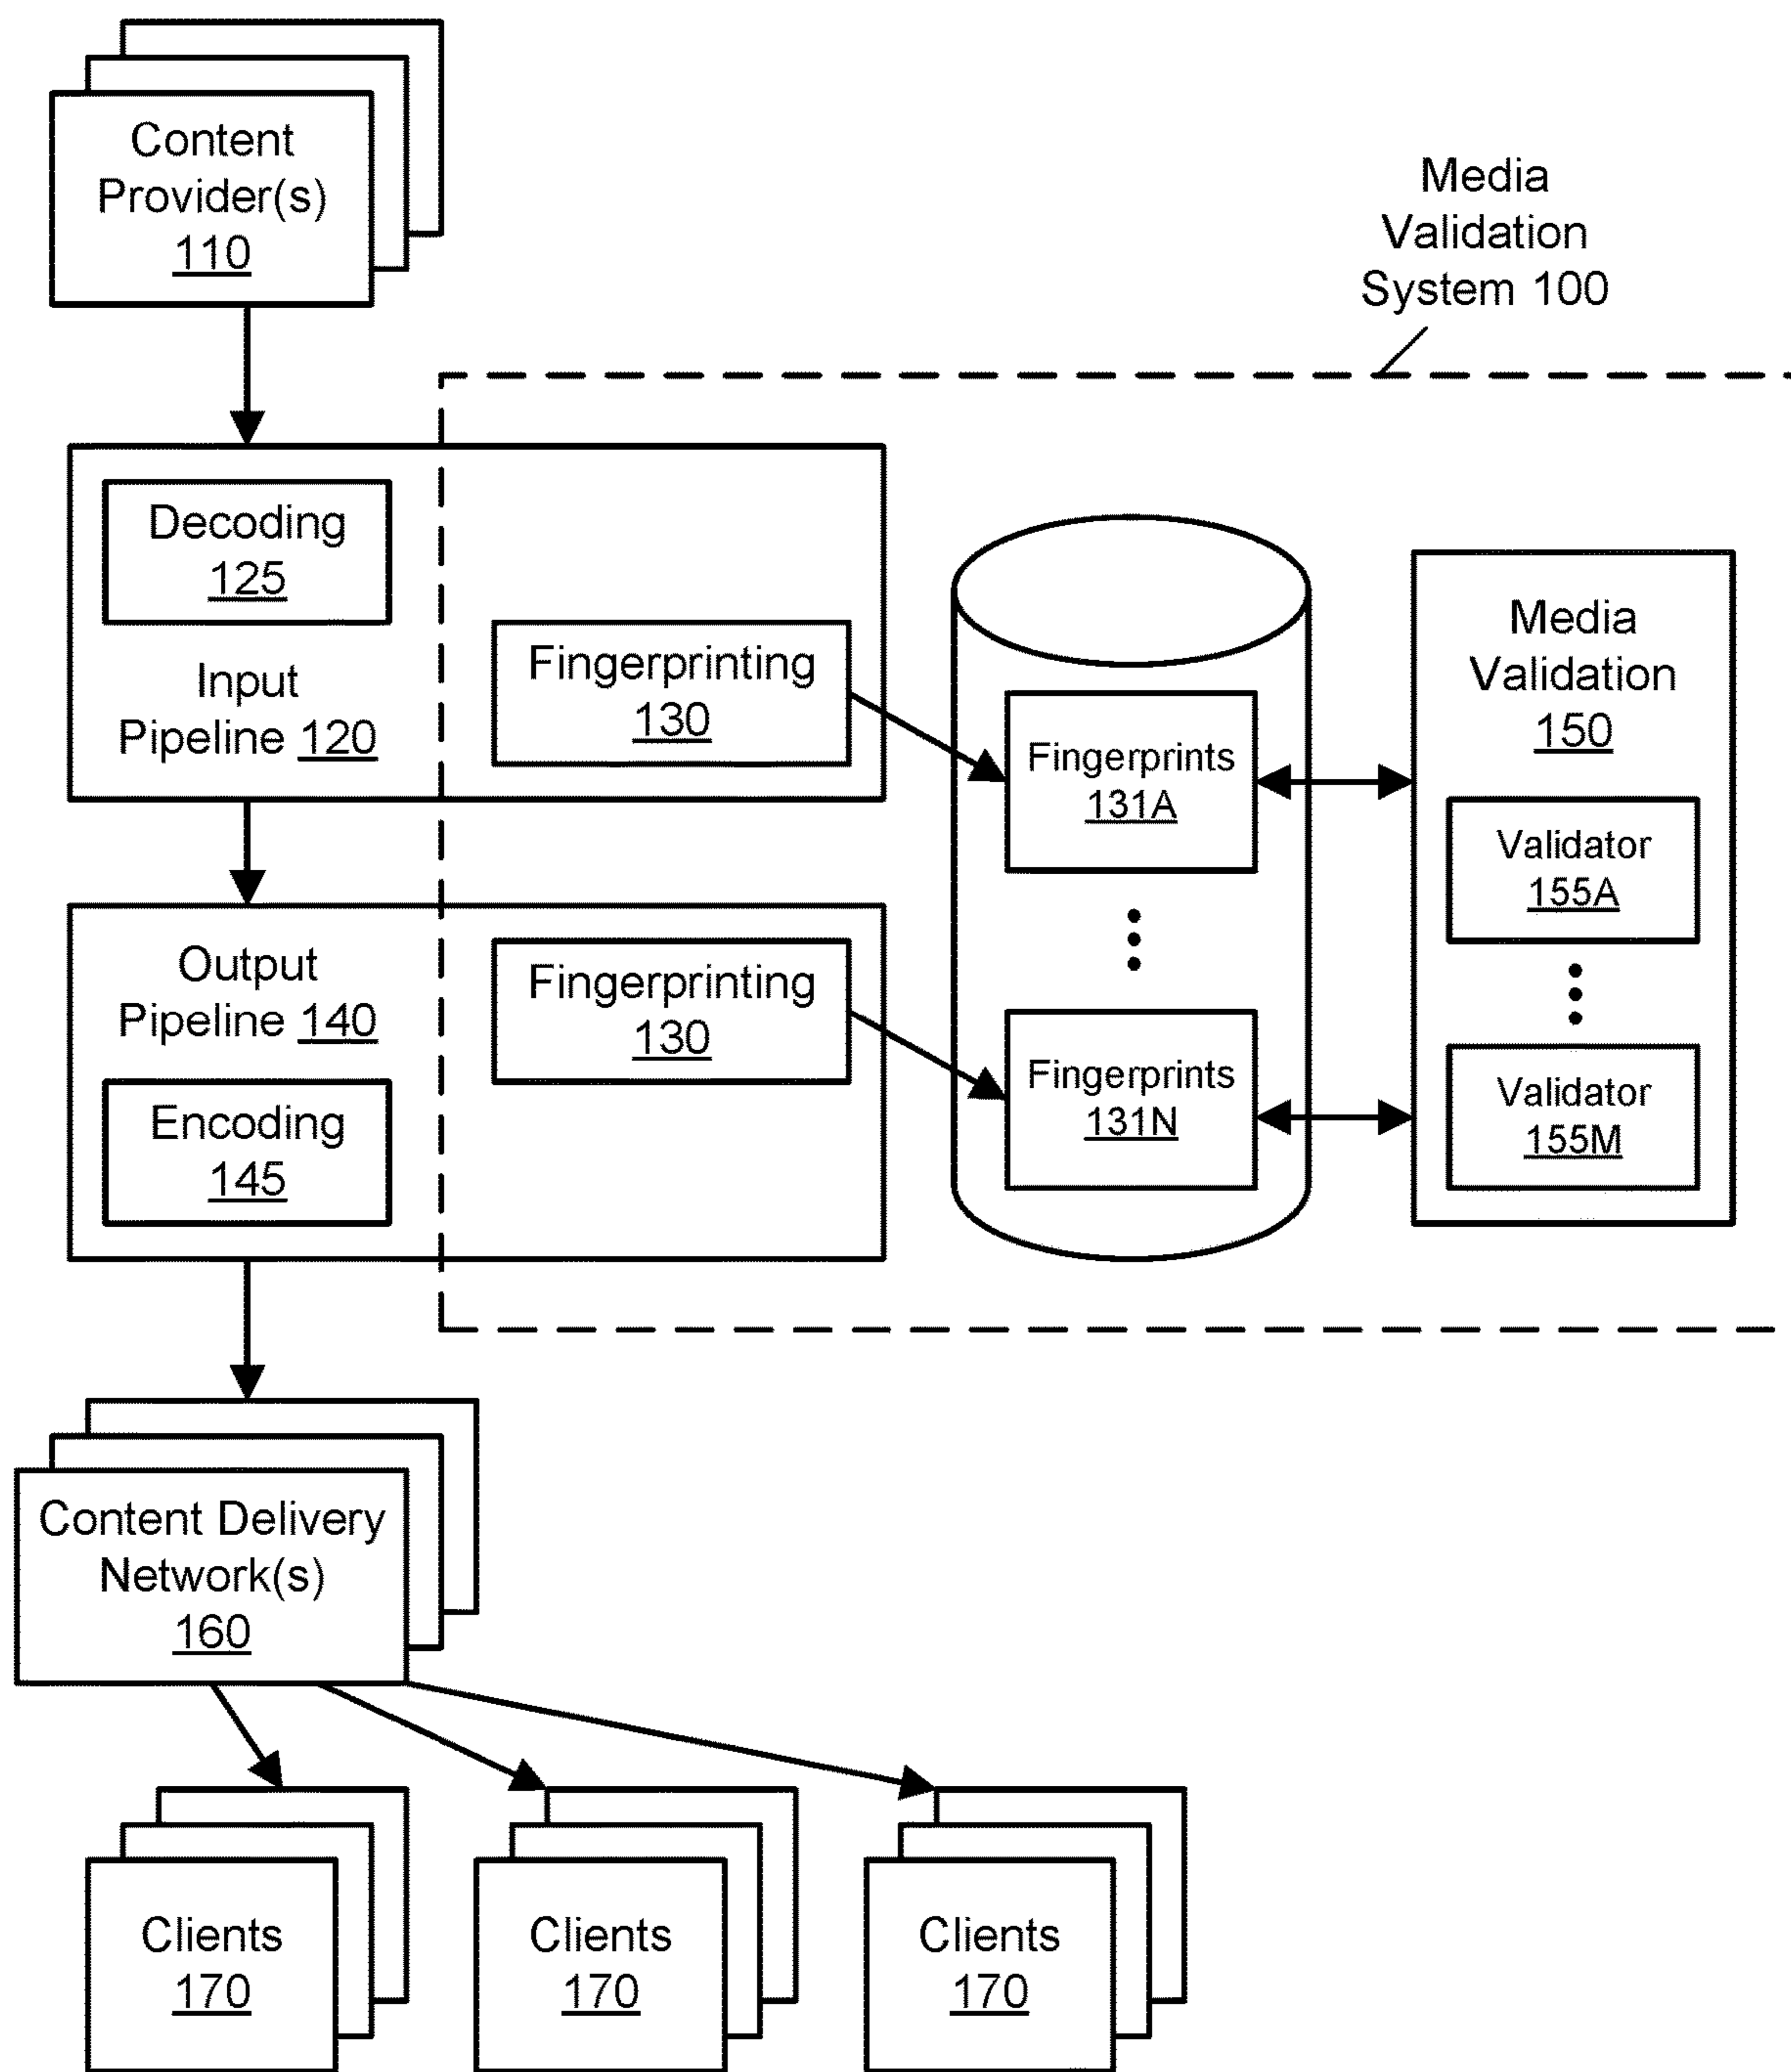 Content
Provider(s)
110
Media
Validation
System 100
Decoding
125
Input
Pipeline 120
Fingerprinting
130
Fingerprints
131A
Media
Validation
150
Validator
155A
Output
Pipeline 140
Encoding
145
Fingerprinting
130
Fingerprints
131N
Validator
155M
Content Delivery
Network(s)
160
Clients
170
Clients
170
Clients
170